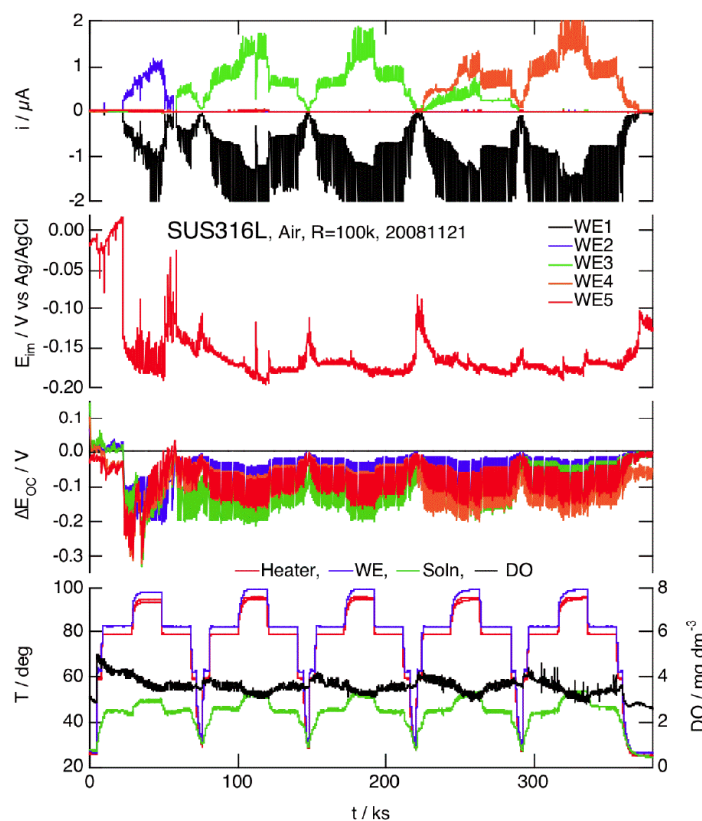 2
1
0
-1
-2
i / µA
0.00
-0.05
-0.10
-0.15
-0.20
E_im / V vs Ag/AgCl
SUS316L, Air, R=100k, 20081121
WE1
WE2
WE3
WE4
WE5
0.1
0.0
-0.1
-0.2
-0.3
ΔE_OC / V
Heater, WE, Soln, DO
100
80
60
40
20
T / deg
8
6
4
2
0
DO / mg dm⁻³
0 100 200 300
t / ks